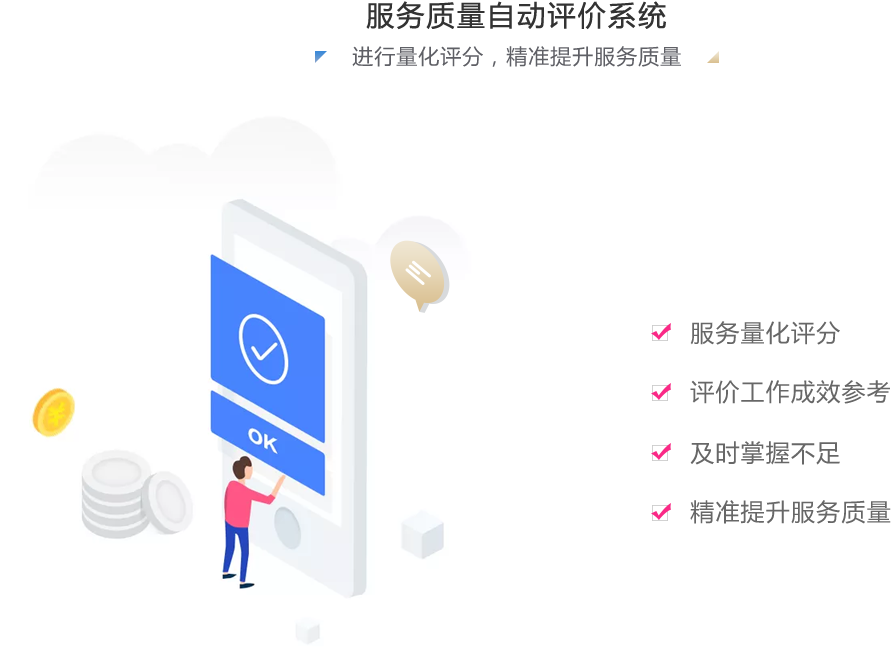 服务质量自动评价系统
进行量化评分，精准提升服务质量
OK
服务量化评分
评价工作成效参考
及时掌握不足
精准提升服务质量